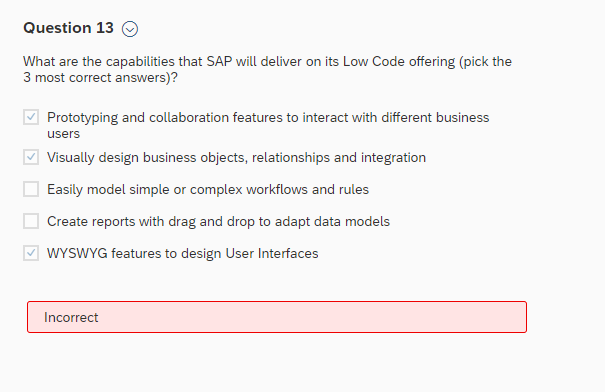 Question 13
What are the capabilities that SAP will deliver on its Low Code offering (pick the
3 most correct answers)?
Prototyping and collaboration features to interact with different business
users
Visually design business objects, relationships and integration
Easily model simple or complex workflows and rules
Create reports with drag and drop to adapt data models
WYSWYG features to design User Interfaces
Incorrect